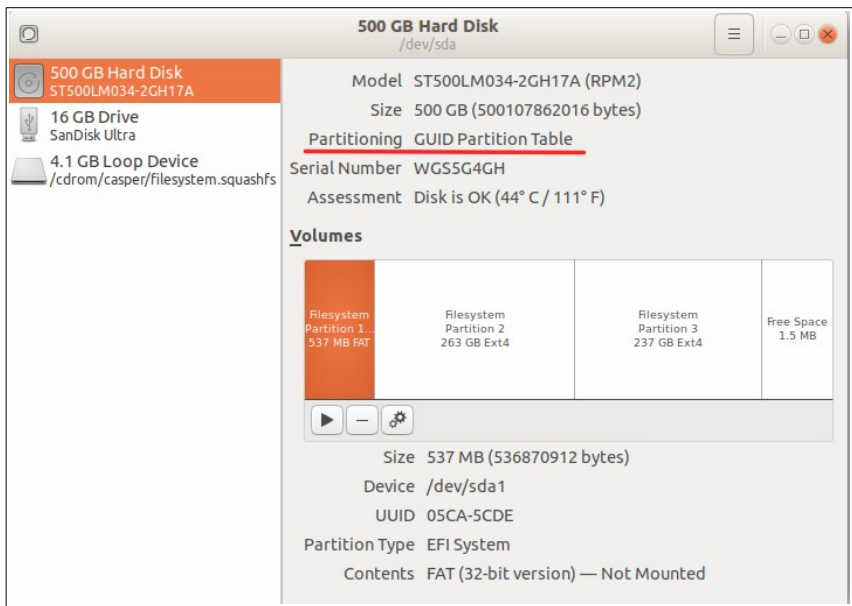 500 GB Hard Disk
/dev/sda
500 GB Hard Disk
ST500LM034-2GH17A
16 GB Drive
SanDisk Ultra
4.1 GB Loop Device
/cdrom/casper/filesystem.squashfs
Model ST500LM034-2GH17A (RPM2)
Size 500 GB (500107862016 bytes)
Partitioning GUID Partition Table
Serial Number WGS5G4GH
Assessment Disk is OK (44° C / 111° F)
Volumes
Filesystem
Partition 1...
537 MB FAT
Filesystem
Partition 2
263 GB Ext4
Filesystem
Partition 3
237 GB Ext4
Free Space
1.5 MB
Size 537 MB (536870912 bytes)
Device /dev/sda1
UUID 05CA-5CDE
Partition Type EFI System
Contents FAT (32-bit version) — Not Mounted